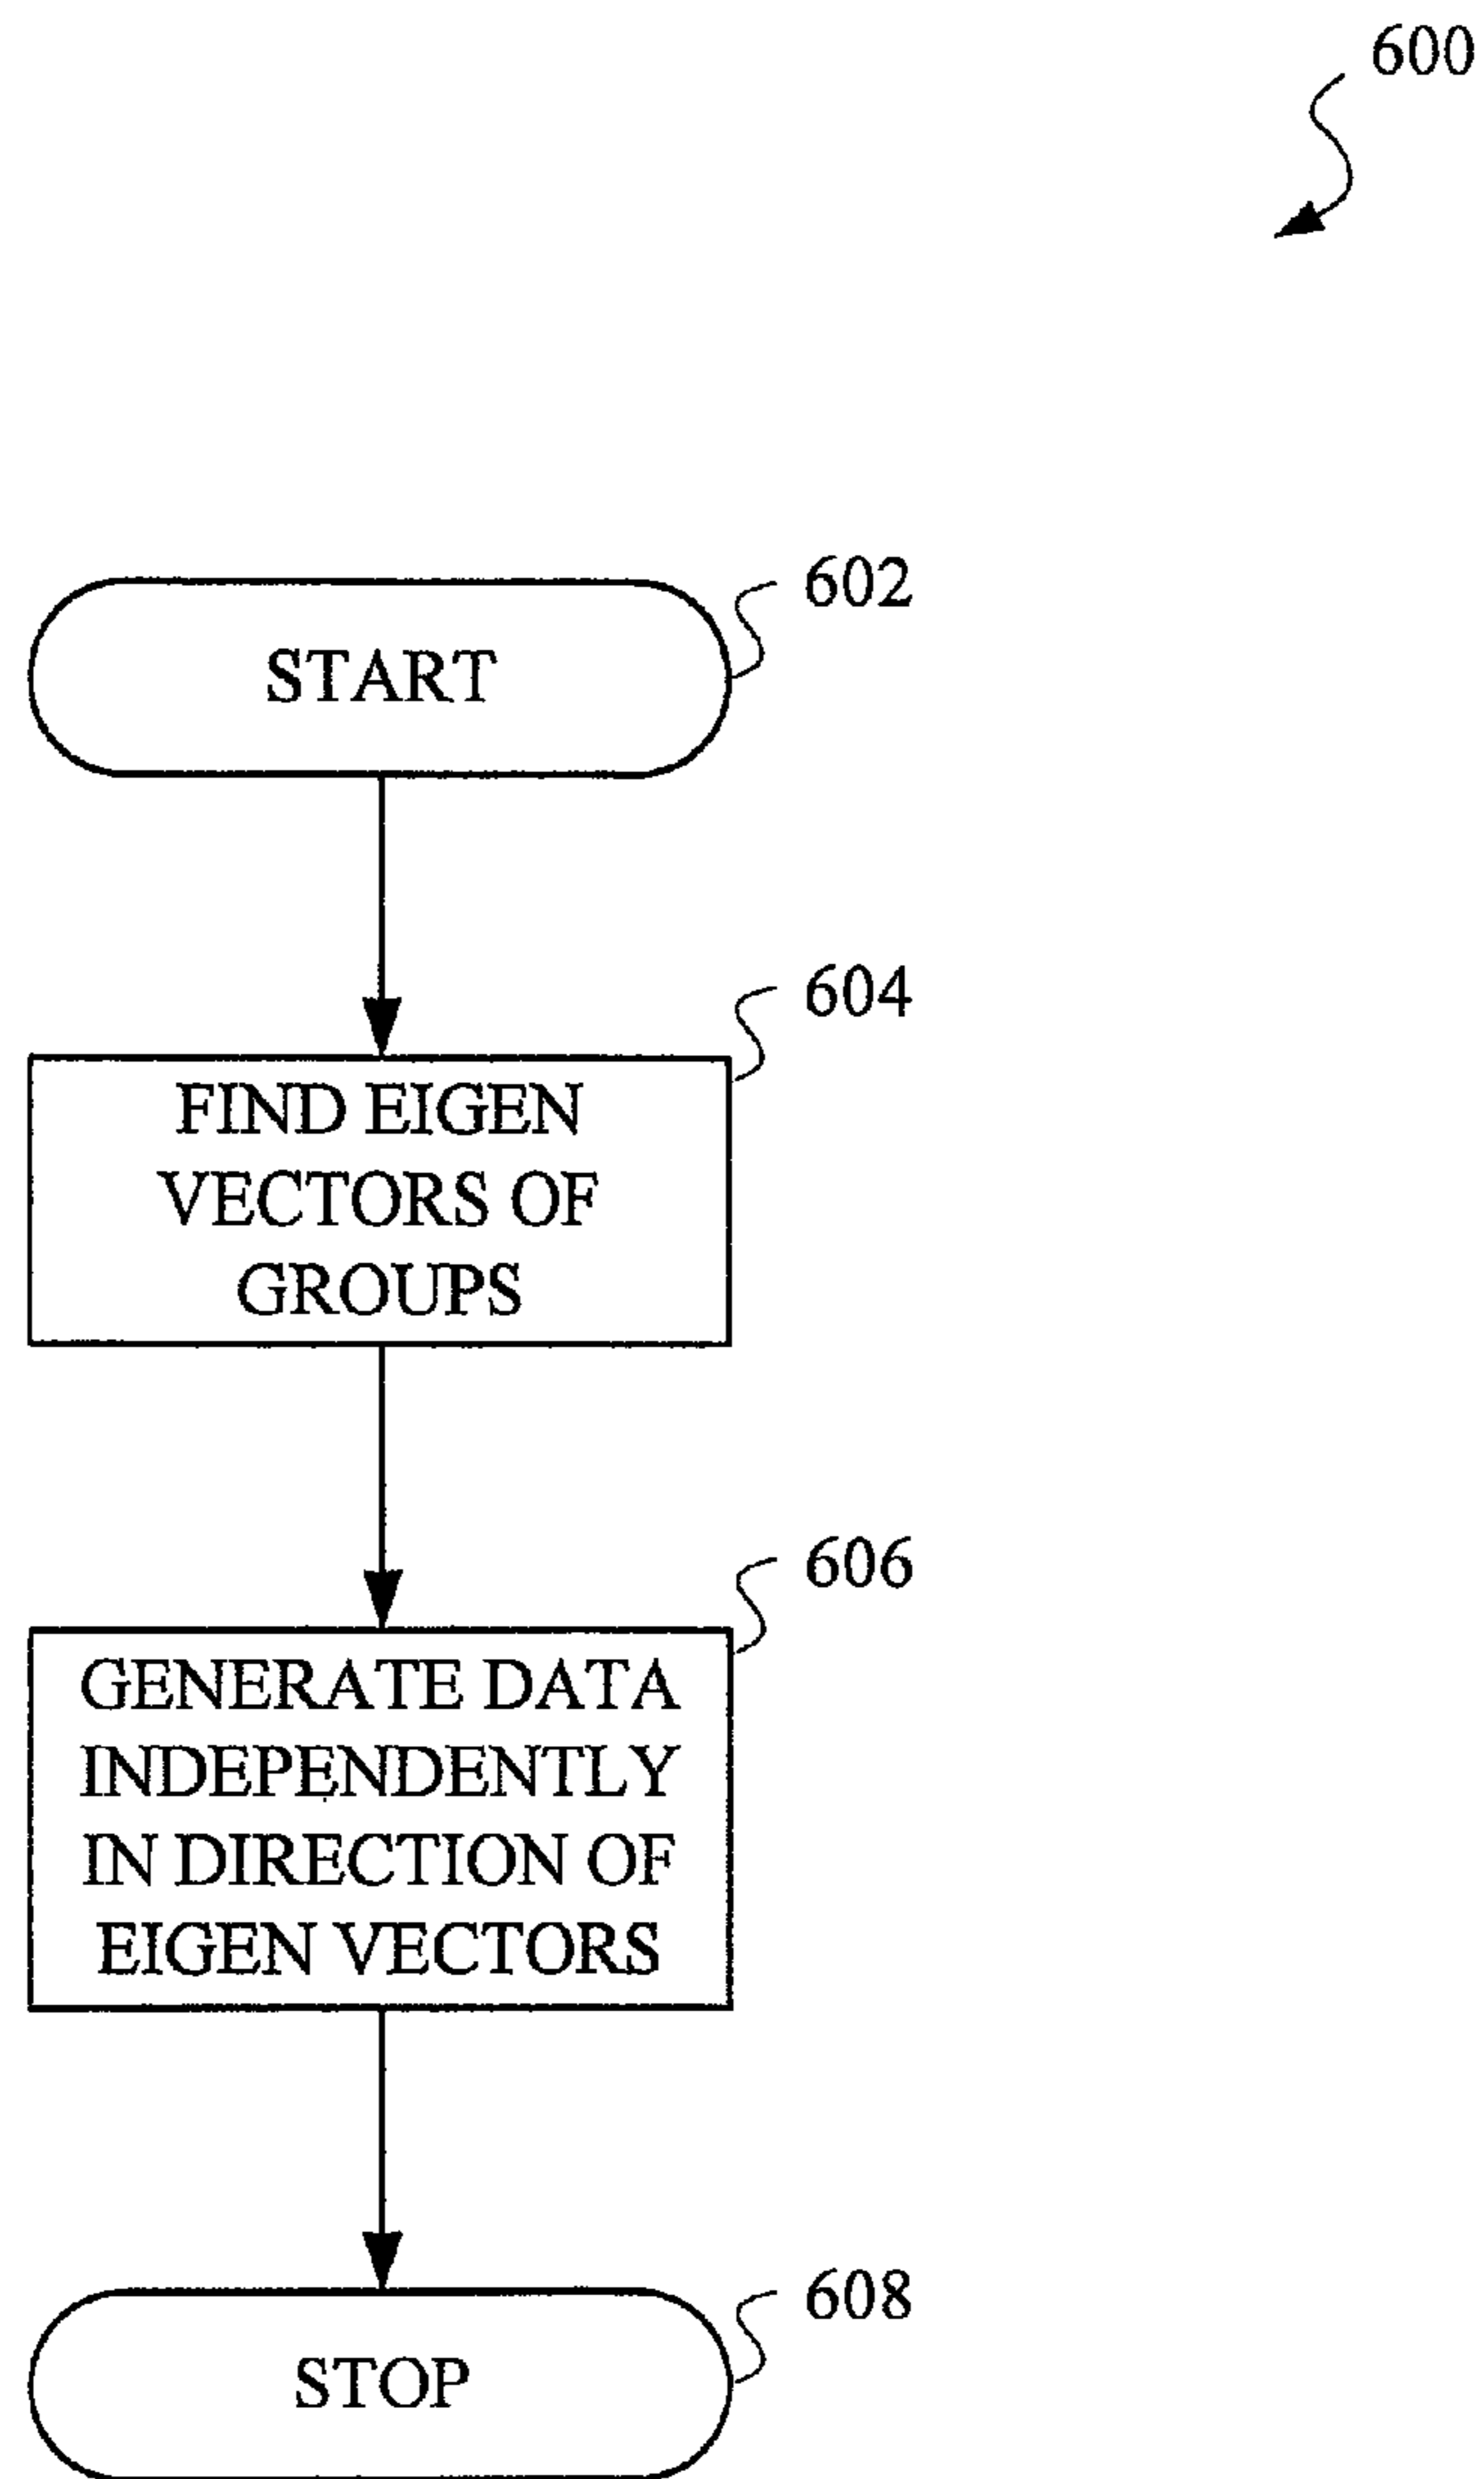 600
602
START
604
FIND EIGEN
VECTORS OF
GROUPS
606
GENERATE DATA
INDEPENDENTLY
IN DIRECTION OF
EIGEN VECTORS
608
STOP